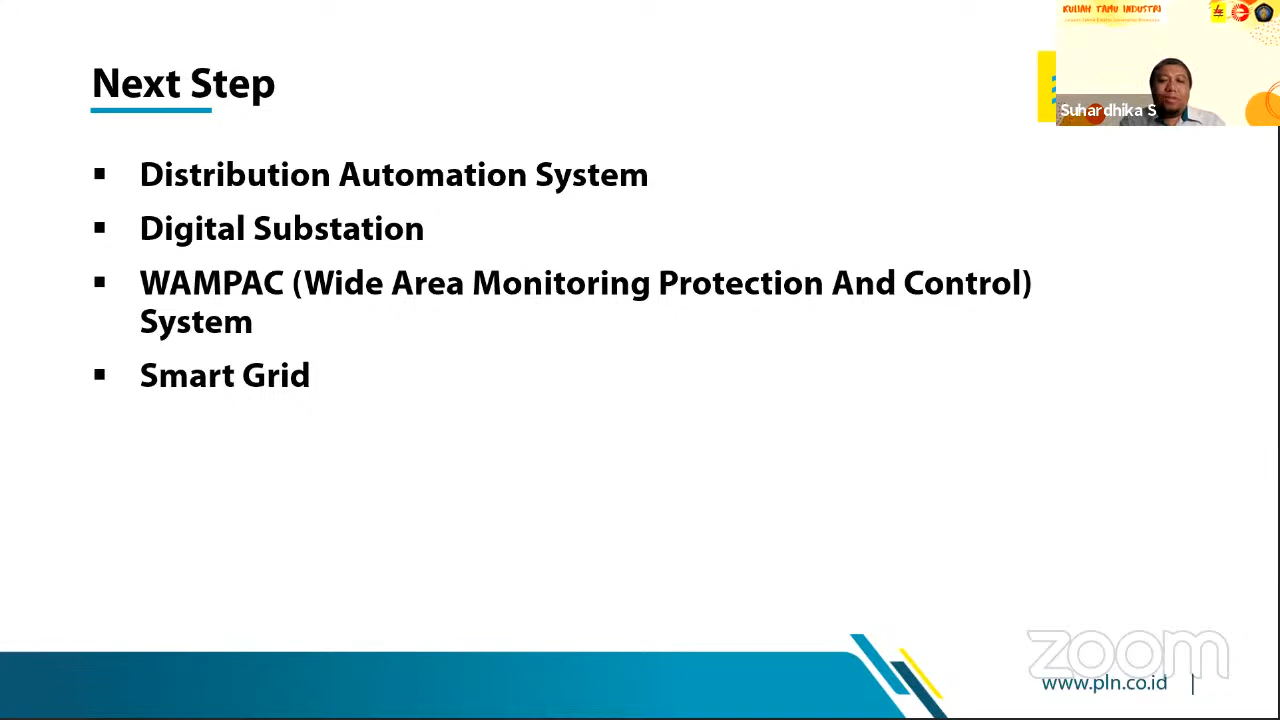 KULIAH TAMU INDUSTRI
Next Step
Suhardhika S
▪ Distribution Automation System
▪ Digital Substation
▪ WAMPAC (Wide Area Monitoring Protection And Control)
System
▪ Smart Grid
zoom
www.pln.co.id